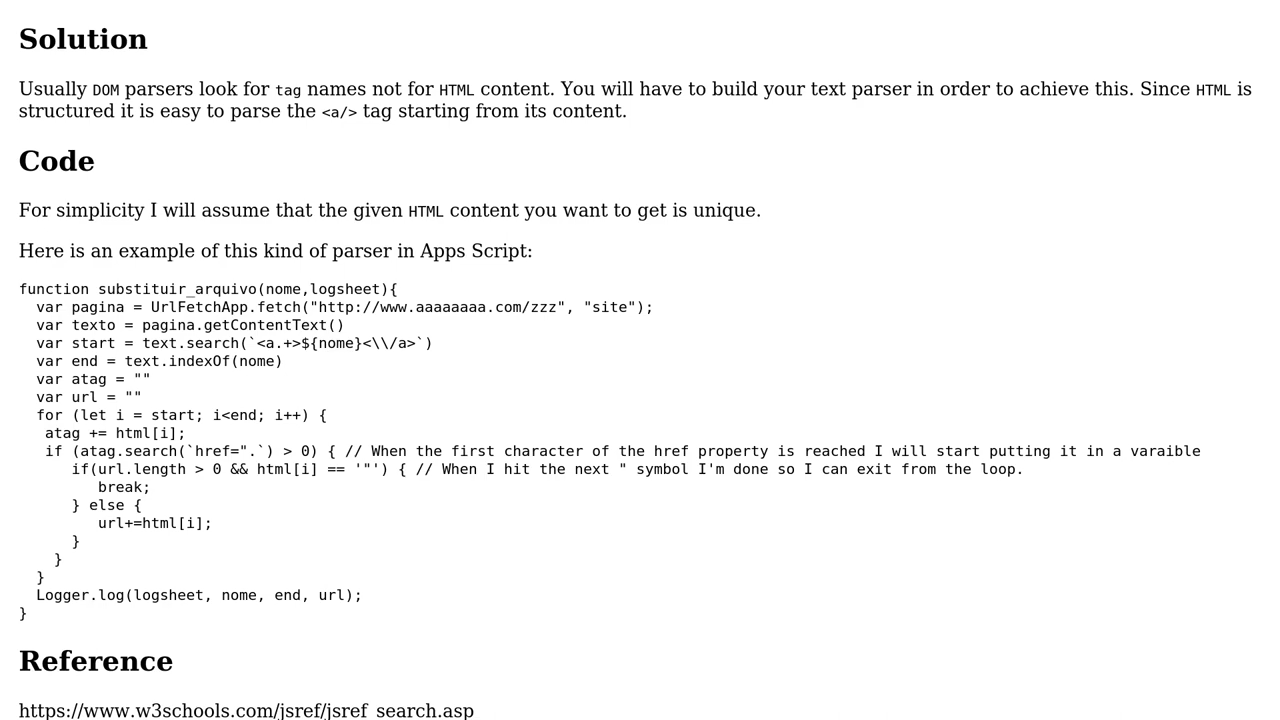 Solution
Usually DOM parsers look for tag names not for HTML content. You will have to build your text parser in order to achieve this. Since HTML is
structured it is easy to parse the <a/> tag starting from its content.
Code
For simplicity I will assume that the given HTML content you want to get is unique.
Here is an example of this kind of parser in Apps Script:
function substituir_arquivo(nome,logsheet){
  var pagina = UrlFetchApp.fetch("http://www.aaaaaaaa.com/zzz", "site");
  var texto = pagina.getContentText()
  var start = text.search(`<a.+>${nome}<\\/a>`)
  var end = text.indexOf(nome)
  var atag = ""
  var url = ""
  for (let i = start; i<end; i++) {
   atag += html[i];
   if (atag.search(`href=".`) > 0) { // When the first character of the href property is reached I will start putting it in a varaible
      if(url.length > 0 && html[i] == '"') { // When I hit the next " symbol I'm done so I can exit from the loop.
         break;
      } else {
         url+=html[i];
      }
    }
  }
  Logger.log(logsheet, nome, end, url);
}
Reference
https://www.w3schools.com/jsref/jsref_search.asp